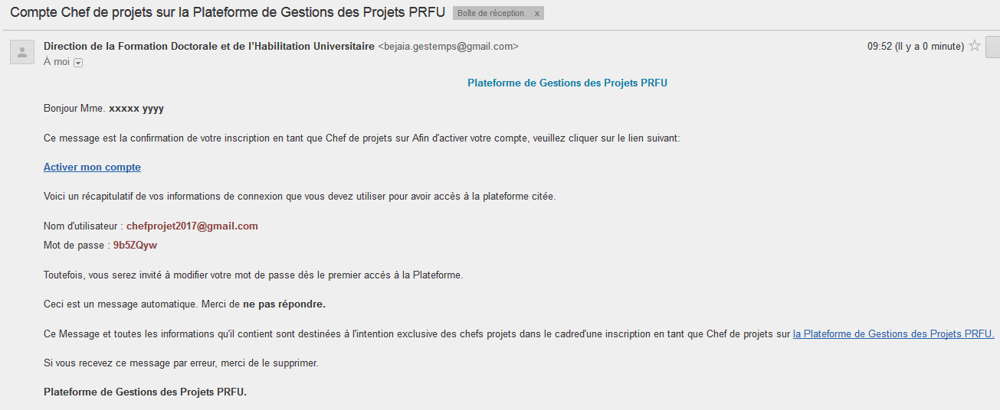 Compte Chef de projets sur la Plateforme de Gestions des Projets PRFU Boîte de réception x
Direction de la Formation Doctorale et de l'Habilitation Universitaire <bejaia.gestemps@gmail.com> 09:52 (Il y a 0 minute)
À moi
Plateforme de Gestions des Projets PRFU
Bonjour Mme. xxxxx yyyy
Ce message est la confirmation de votre inscription en tant que Chef de projets sur Afin d'activer votre compte, veuillez cliquer sur le lien suivant:
Activer mon compte
Voici un récapitulatif de vos informations de connexion que vous devez utiliser pour avoir accès à la plateforme citée.
Nom d'utilisateur : chefprojet2017@gmail.com
Mot de passe : 9b5ZQyw
Toutefois, vous serez invité à modifier votre mot de passe dès le premier accès à la Plateforme.
Ceci est un message automatique. Merci de ne pas répondre.
Ce Message et toutes les informations qu'il contient sont destinées à l'intention exclusive des chefs projets dans le cadred'une inscription en tant que Chef de projets sur la Plateforme de Gestions des Projets PRFU.
Si vous recevez ce message par erreur, merci de le supprimer.
Plateforme de Gestions des Projets PRFU.